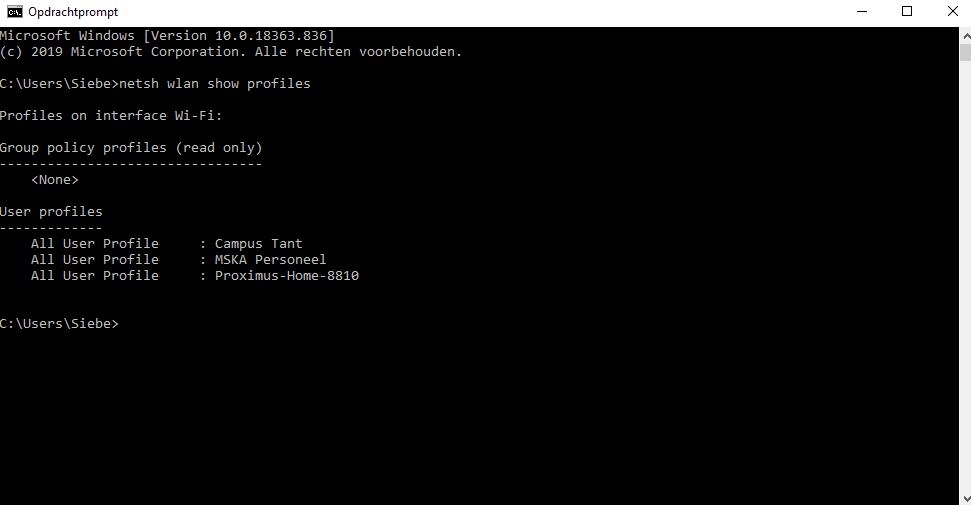 Opdrachtprompt
Microsoft Windows [Version 10.0.18363.836]
(c) 2019 Microsoft Corporation. Alle rechten voorbehouden.
C:\Users\Siebe>netsh wlan show profiles
Profiles on interface Wi-Fi:
Group policy profiles (read only)
---------------------------------
    <None>
User profiles
-------------
    All User Profile     : Campus Tant
    All User Profile     : MSKA Personeel
    All User Profile     : Proximus-Home-8810
C:\Users\Siebe>